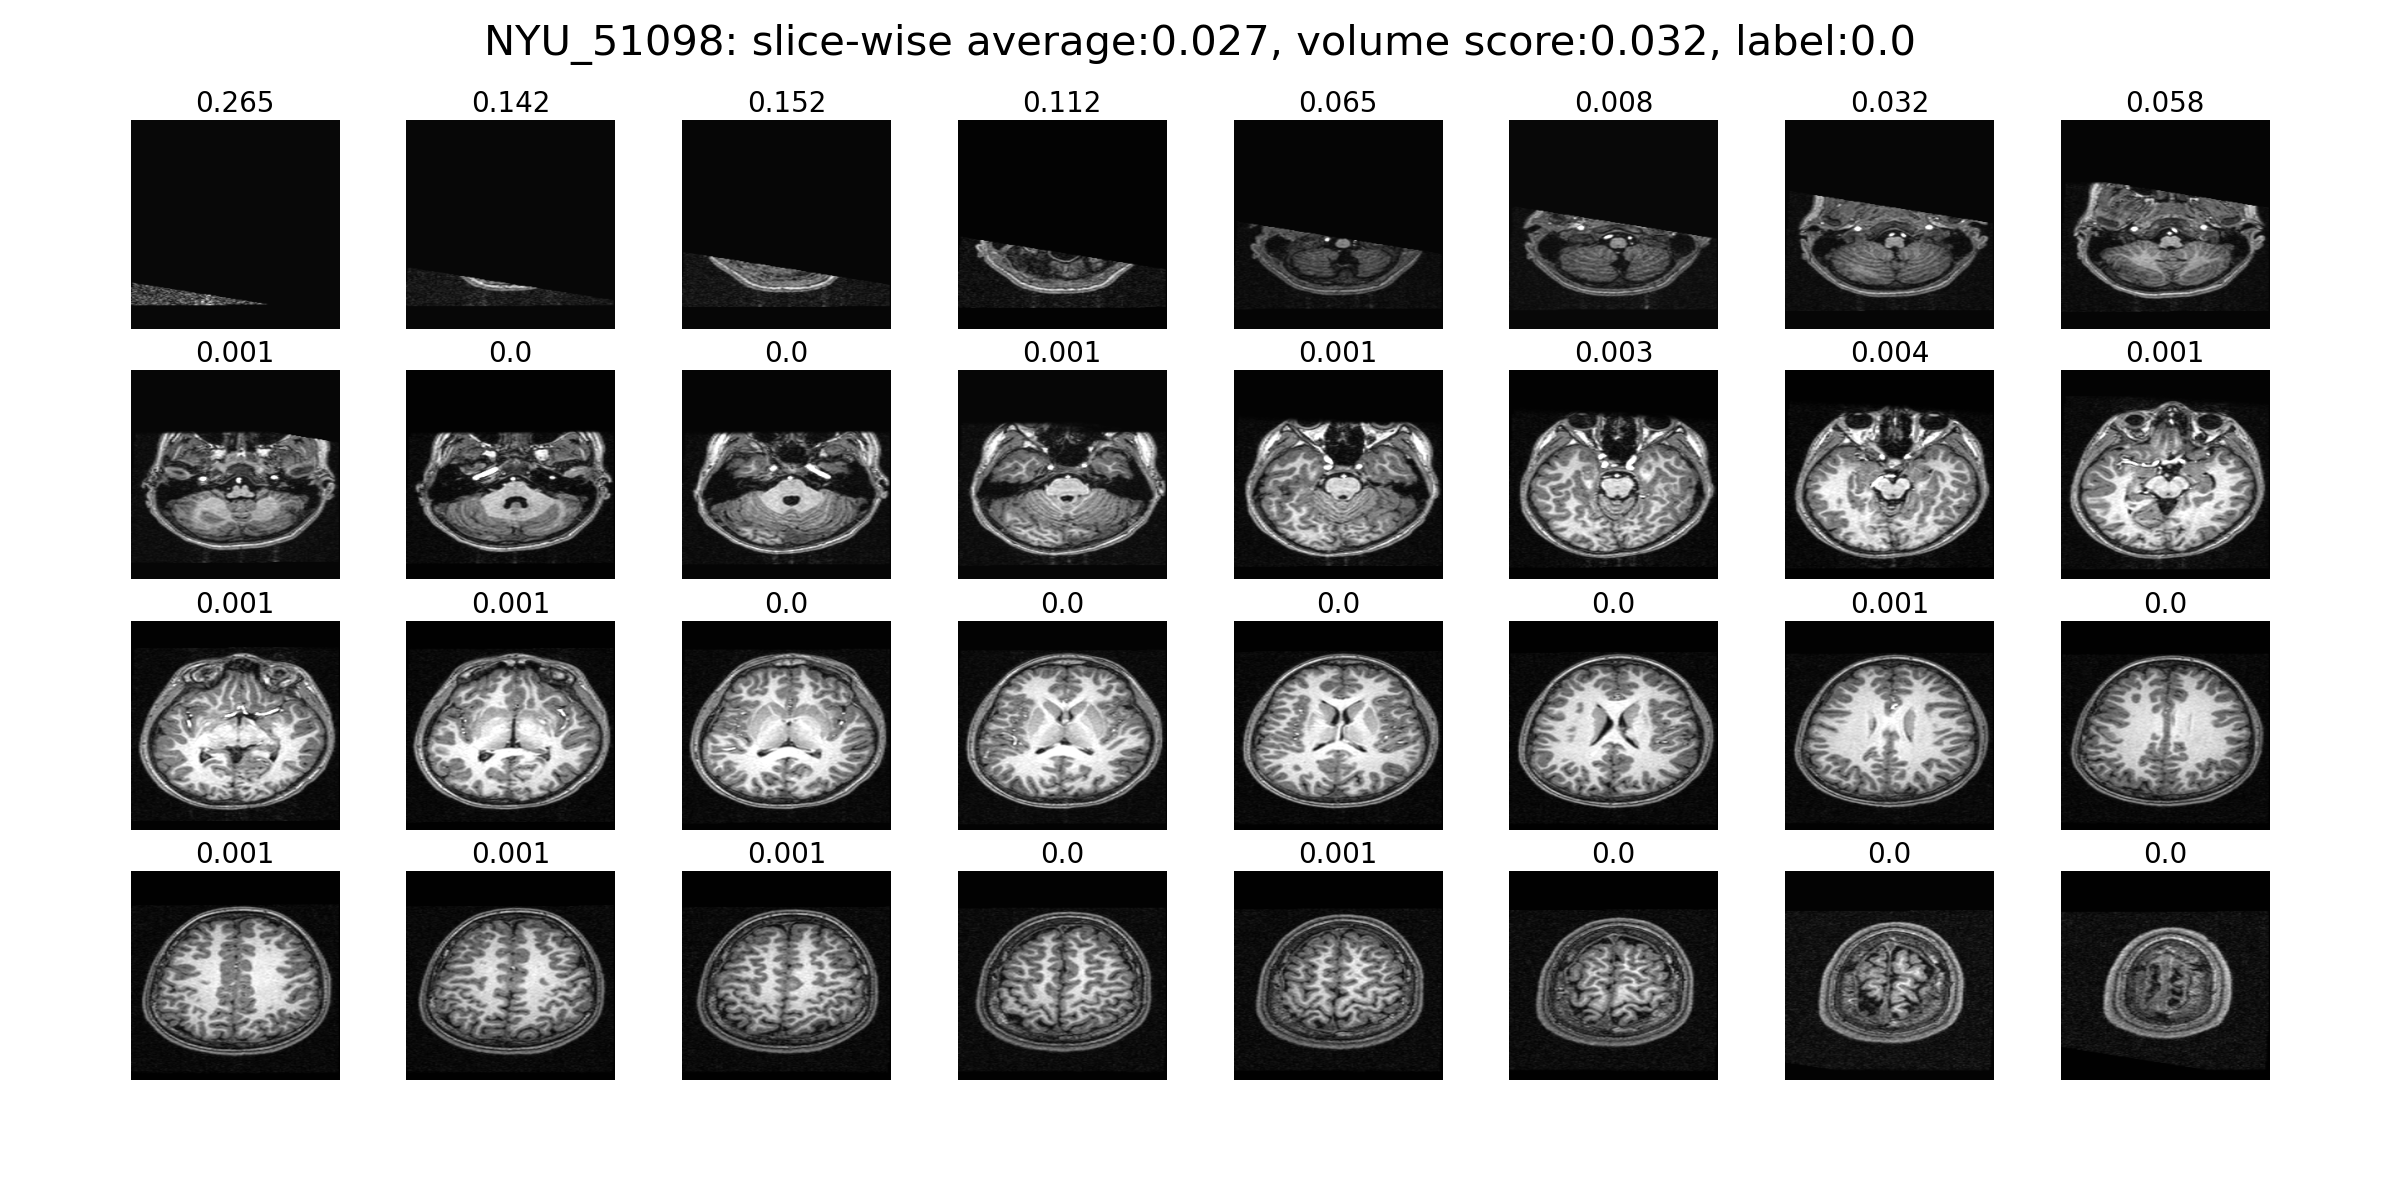 NYU_51098: slice-wise average:0.027, volume score:0.032, label:0.0
0.265 0.142 0.152 0.112 0.065 0.008 0.032 0.058
0.001 0.0 0.0 0.001 0.001 0.003 0.004 0.001
0.001 0.001 0.0 0.0 0.0 0.0 0.001 0.0
0.001 0.001 0.001 0.0 0.001 0.0 0.0 0.0